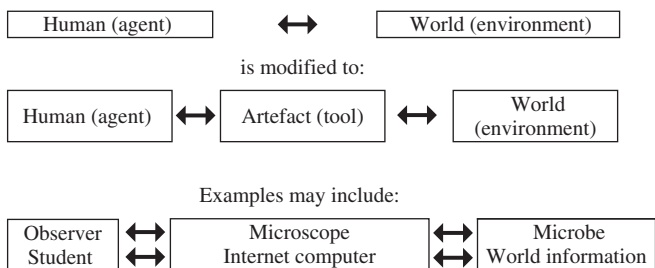 Human (agent) World (environment)
is modified to:
Human (agent) Artefact (tool) World
(environment)
Examples may include:
Observer Microscope Microbe
Student Internet computer World information